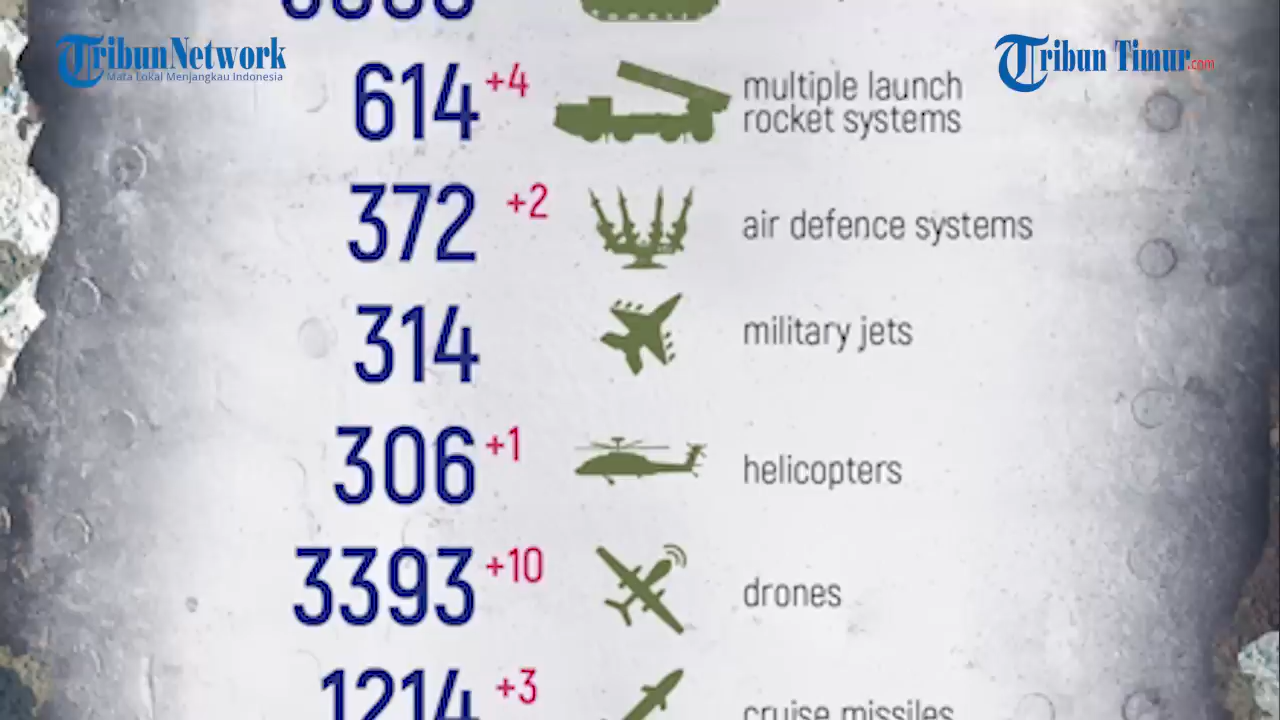 TribunNetwork
Mata Lokal Menjangkau Indonesia
Tribun Timur.com
614 +4 multiple launch
rocket systems
372 +2 air defence systems
314 military jets
306 +1 helicopters
3393 +10 drones
1214 +3 cruise missiles